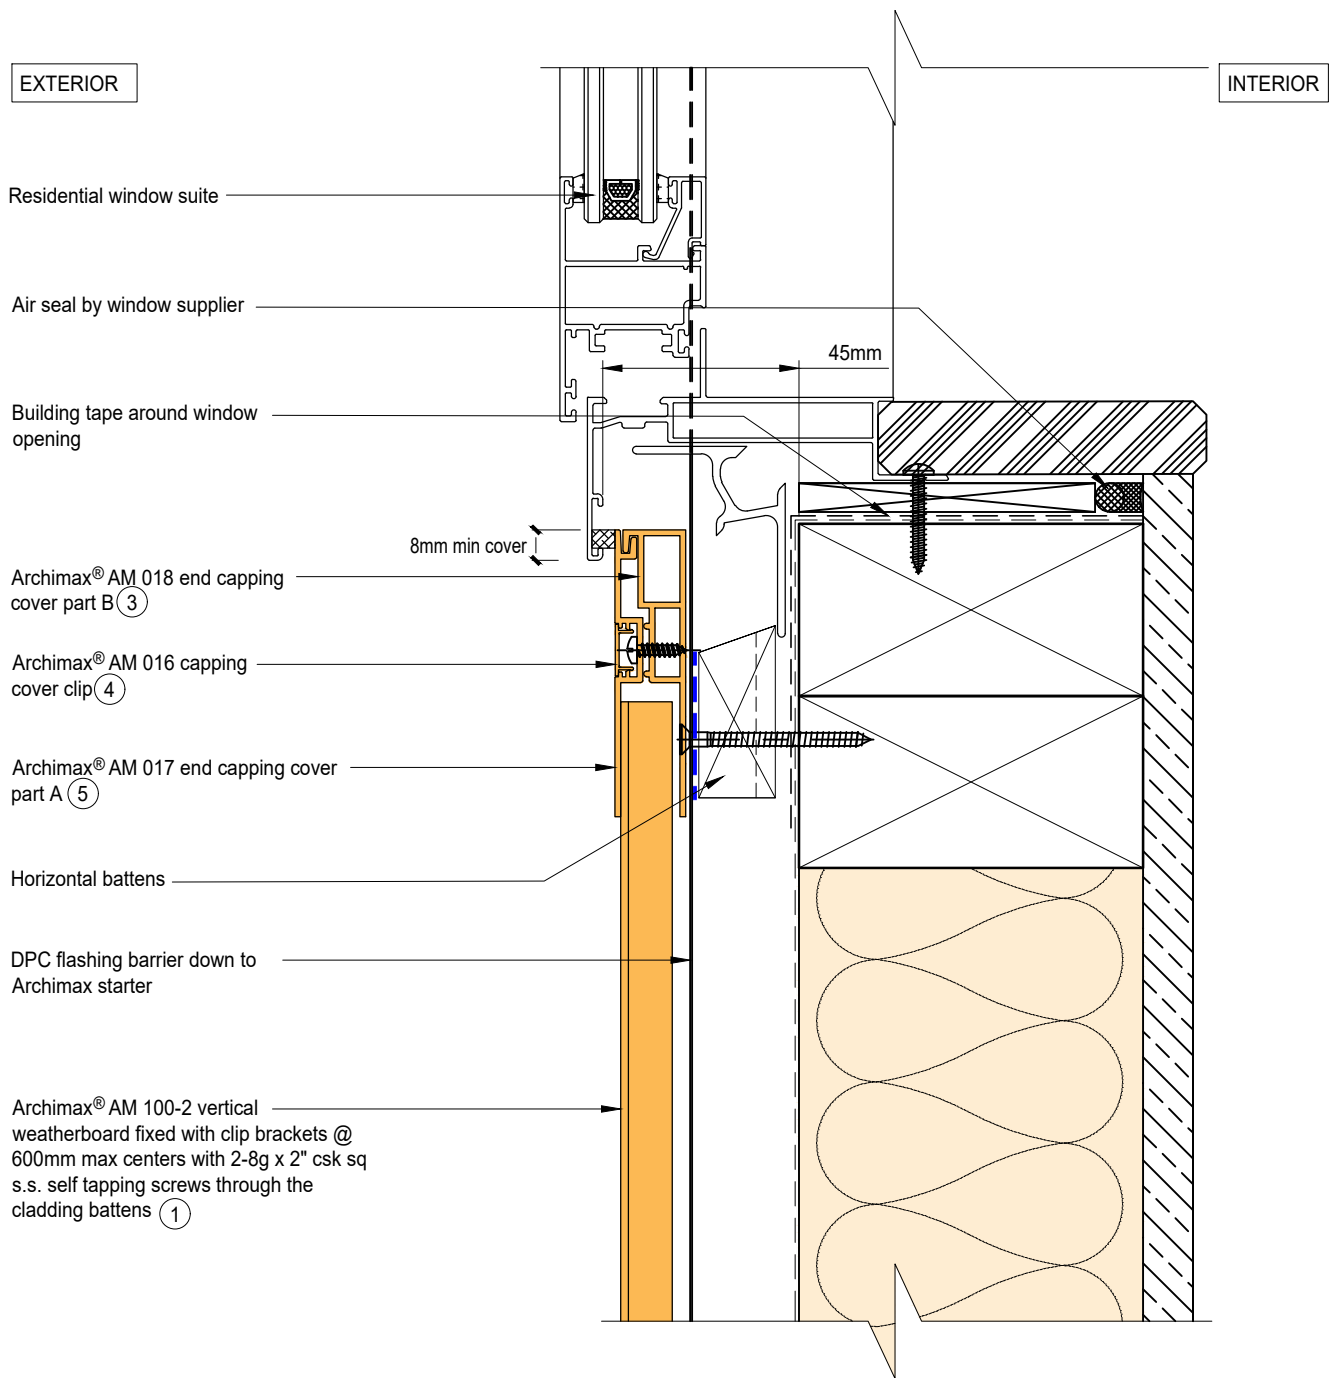 EXTERIOR
INTERIOR
Residential window suite
Air seal by window supplier
45mm
Building tape around window
opening
8mm min cover
Archimax® AM 018 end capping
cover part B 3
Archimax® AM 016 capping
cover clip 4
Archimax® AM 017 end capping cover
part A 5
Horizontal battens
DPC flashing barrier down to
Archimax starter
Archimax® AM 100-2 vertical
weatherboard fixed with clip brackets @
600mm max centers with 2-8g x 2" csk sq
s.s. self tapping screws through the
cladding battens 1